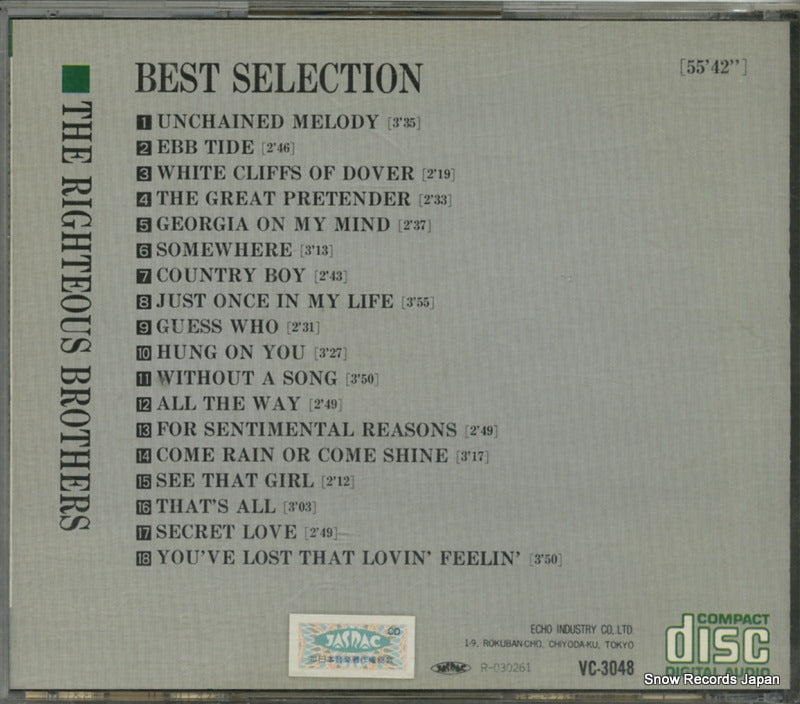 THE RIGHTEOUS BROTHERS
BEST SELECTION
[55'42"]
1 UNCHAINED MELODY [3'35]
2 EBB TIDE [2'46]
3 WHITE CLIFFS OF DOVER [2'19]
4 THE GREAT PRETENDER [2'33]
5 GEORGIA ON MY MIND [2'37]
6 SOMEWHERE [3'13]
7 COUNTRY BOY [2'43]
8 JUST ONCE IN MY LIFE [3'55]
9 GUESS WHO [2'31]
10 HUNG ON YOU [3'27]
11 WITHOUT A SONG [3'50]
12 ALL THE WAY [2'49]
13 FOR SENTIMENTAL REASONS [2'49]
14 COME RAIN OR COME SHINE [3'17]
15 SEE THAT GIRL [2'12]
16 THAT'S ALL [3'03]
17 SECRET LOVE [2'49]
18 YOU'VE LOST THAT LOVIN' FEELIN' [3'50]
JASRAC CD
ECHO INDUSTRY CO., LTD.
1-9, ROKUBAN-CHO, CHIYODA-KU, TOKYO
JASRAC R-030261 VC-3048
COMPACT
disc
DIGITAL AUDIO
Snow Records Japan